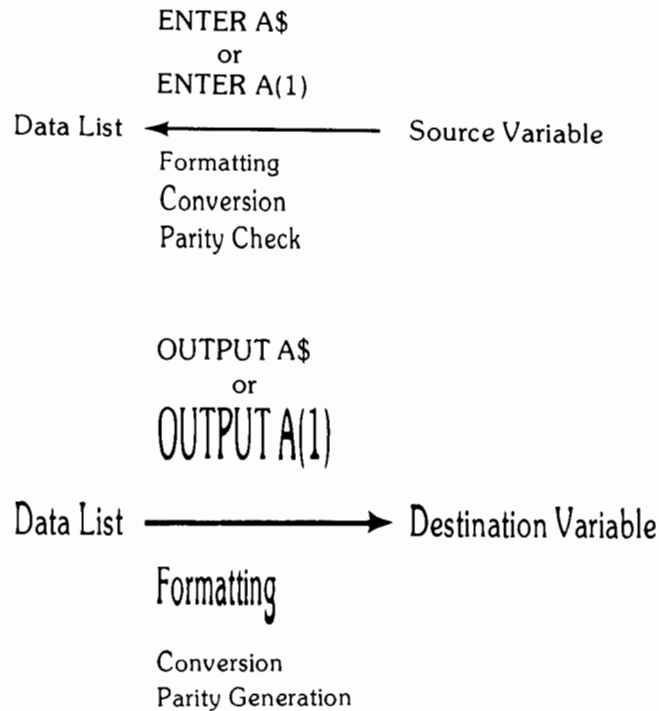 ENTER A$
or
ENTER A(1)
Data List
Source Variable
Formatting
Conversion
Parity Check
OUTPUT A$
or
OUTPUT A(1)
Data List
Destination Variable
Formatting
Conversion
Parity Generation